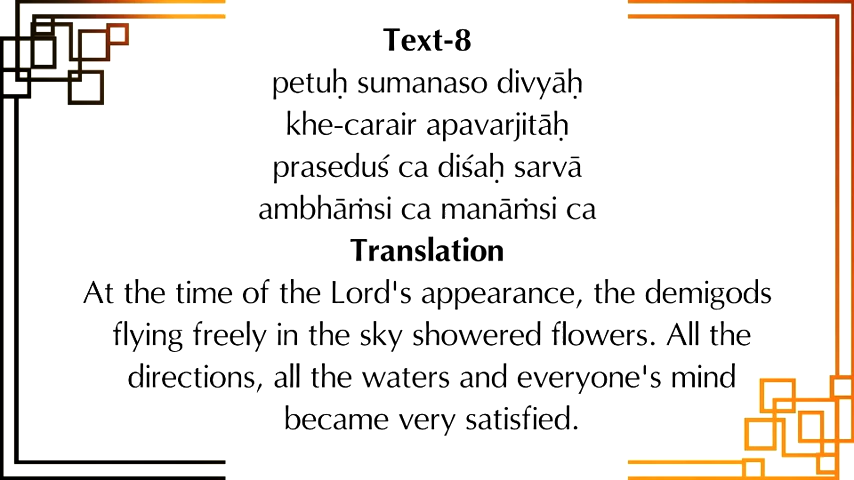 Text-8
petuḥ sumanaso divyāḥ
khe-carair apavarjitāḥ
praseduś ca diśaḥ sarvā
ambhāṁsi ca manāṁsi ca
Translation
At the time of the Lord's appearance, the demigods
flying freely in the sky showered flowers. All the
directions, all the waters and everyone's mind
became very satisfied.